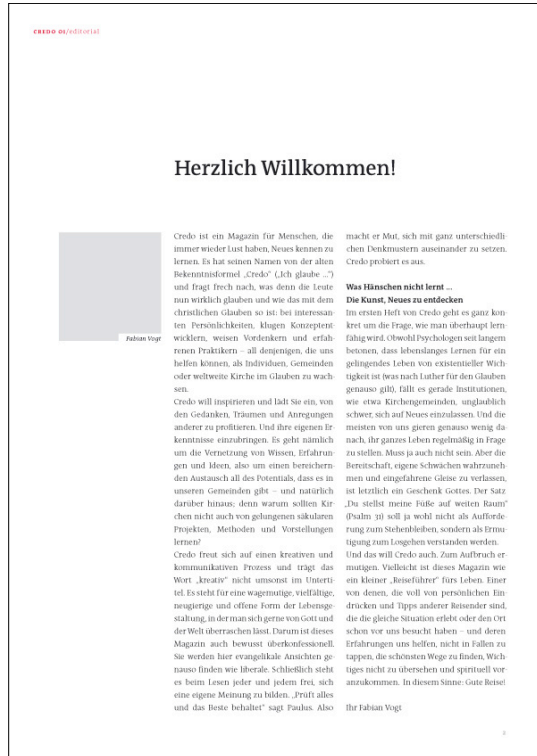 CREDO 01/editorial
Herzlich Willkommen!
Fabian Vogt
Credo ist ein Magazin für Menschen, die
immer wieder Lust haben, Neues kennen zu
lernen. Es hat seinen Namen von der alten
Bekenntnisformel „Credo“ („Ich glaube ...“)
und fragt frech nach, was denn die Leute
nun wirklich glauben und wie das mit dem
christlichen Glauben so ist: bei interessan-
ten Persönlichkeiten, klugen Konzeptent-
wicklern, weisen Vordenkern und erfah-
renen Praktikern – all denjenigen, die uns
helfen können, als Individuen, Gemeinden
oder weltweite Kirche im Glauben zu wach-
sen.
Credo will inspirieren und lädt Sie ein, von
den Gedanken, Träumen und Anregungen
anderer zu profitieren. Und ihre eigenen Er-
kenntnisse einzubringen. Es geht nämlich
um die Vernetzung von Wissen, Erfahrun-
gen und Ideen, also um einen bereichern-
den Austausch all des Potentials, dass es in
unseren Gemeinden gibt – und natürlich
darüber hinaus; denn warum sollten Kir-
chen nicht auch von gelungenen säkularen
Projekten, Methoden und Vorstellungen
lernen?
Credo freut sich auf einen kreativen und
kommunikativen Prozess und trägt das
Wort „kreativ“ nicht umsonst im Unterti-
tel. Es steht für eine wagemutige, vielfältige,
neugierige und offene Form der Lebensge-
staltung, in der man sich gerne von Gott und
der Welt überraschen lässt. Darum ist dieses
Magazin auch bewusst überkonfessionell.
Sie werden hier evangelikale Ansichten ge-
nauso finden wie liberale. Schließlich steht
es beim Lesen jeder und jedem frei, sich
eine eigene Meinung zu bilden. „Prüft alles
und das Beste behaltet“ sagt Paulus. Also
macht er Mut, sich mit ganz unterschiedli-
chen Denkmustern auseinander zu setzen.
Credo probiert es aus.
Was Hänschen nicht lernt ...
Die Kunst, Neues zu entdecken
Im ersten Heft von Credo geht es ganz kon-
kret um die Frage, wie man überhaupt lern-
fähig wird. Obwohl Psychologen seit langem
betonen, dass lebenslanges Lernen für ein
gelingendes Leben von existentieller Wich-
tigkeit ist (was nach Luther für den Glauben
genauso gilt), fällt es gerade Institutionen,
wie etwa Kirchengemeinden, unglaublich
schwer, sich auf Neues einzulassen. Und die
meisten von uns gieren genauso wenig da-
nach, ihr ganzes Leben regelmäßig in Frage
zu stellen. Muss ja auch nicht sein. Aber die
Bereitschaft, eigene Schwächen wahrzuneh-
men und eingefahrene Gleise zu verlassen,
ist letztlich ein Geschenk Gottes. Der Satz
„Du stellst meine Füße auf weiten Raum“
(Psalm 31) soll ja wohl nicht als Aufforde-
rung zum Stehenbleiben, sondern als Ermu-
tigung zum Losgehen verstanden werden.
Und das will Credo auch. Zum Aufbruch er-
mutigen. Vielleicht ist dieses Magazin wie
ein kleiner „Reiseführer“ fürs Leben. Einer
von denen, die voll von persönlichen Ein-
drücken und Tipps anderer Reisender sind,
die die gleiche Situation erlebt oder den Ort
schon vor uns besucht haben – und deren
Erfahrungen uns helfen, nicht in Fallen zu
tappen, die schönsten Wege zu finden, Wich-
tiges nicht zu übersehen und spirituell vor-
anzukommen. In diesem Sinne: Gute Reise!
Ihr Fabian Vogt